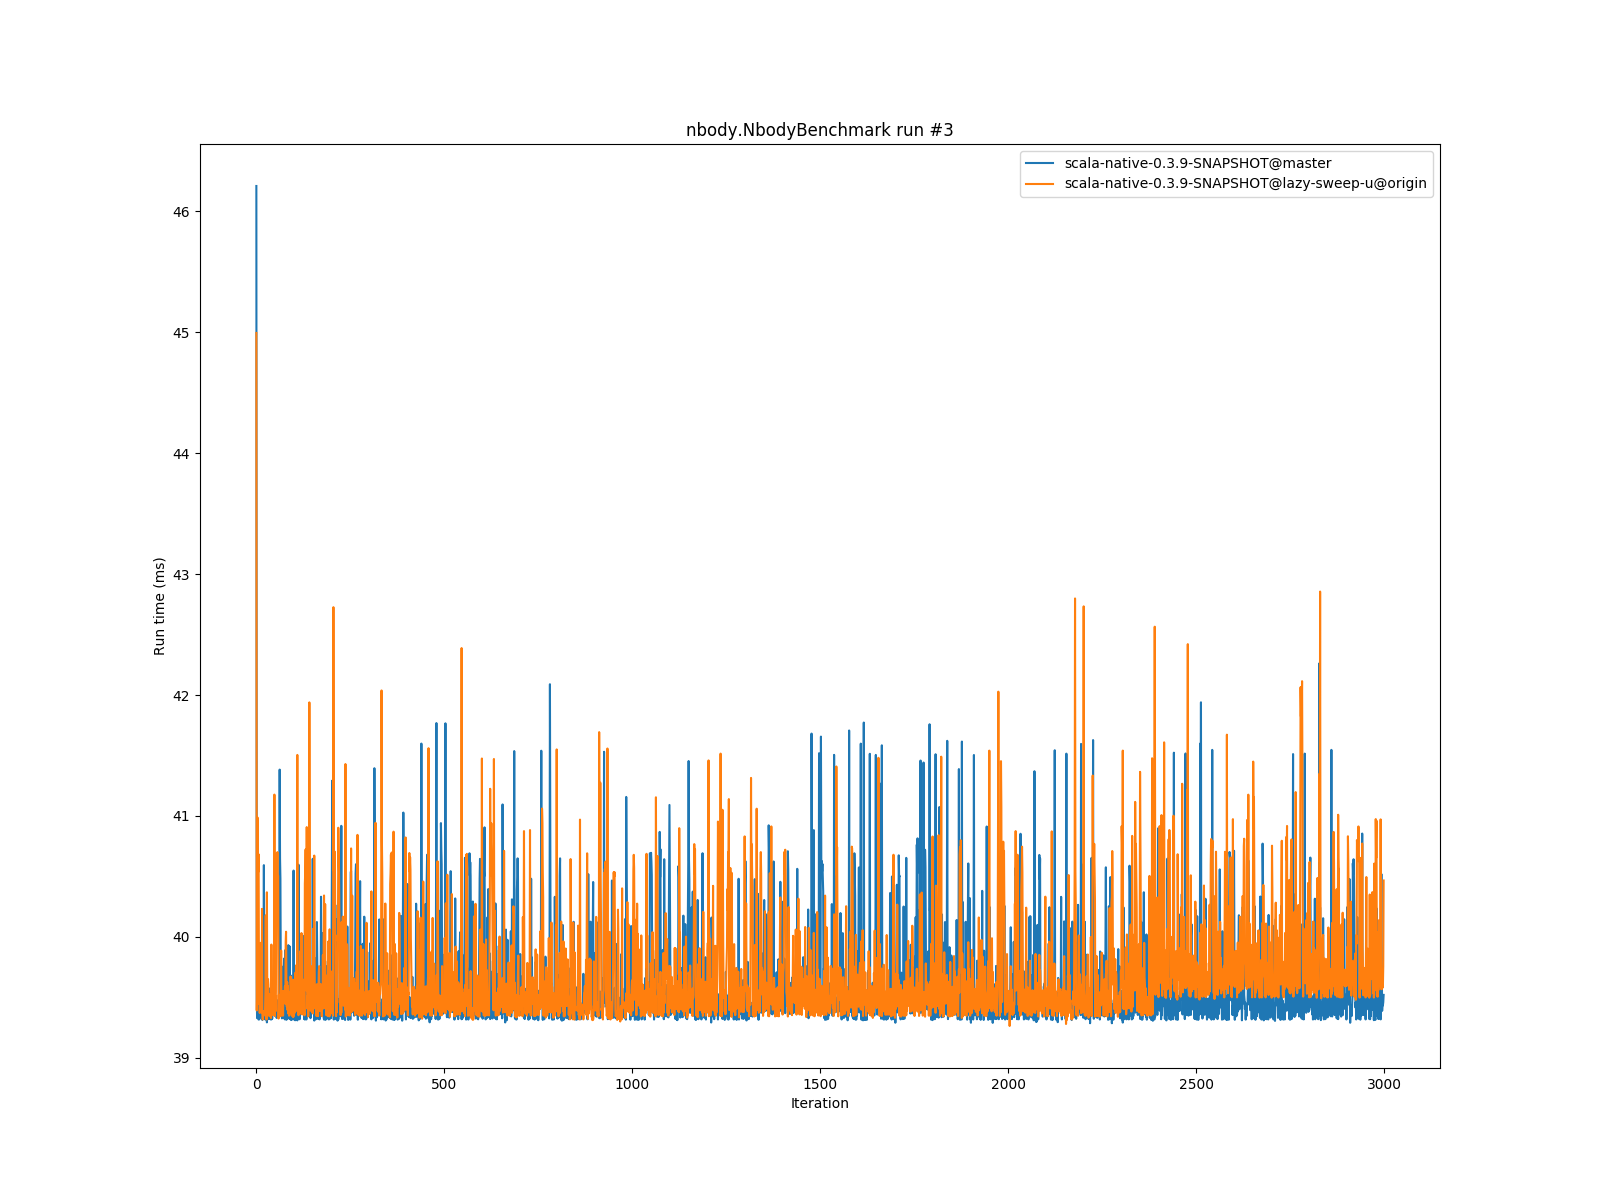 nbody.NbodyBenchmark run #3
scala-native-0.3.9-SNAPSHOT@master
scala-native-0.3.9-SNAPSHOT@lazy-sweep-u@origin
46
45
44
43
42
41
40
39
Run time (ms)
0 500 1000 1500 2000 2500 3000
Iteration